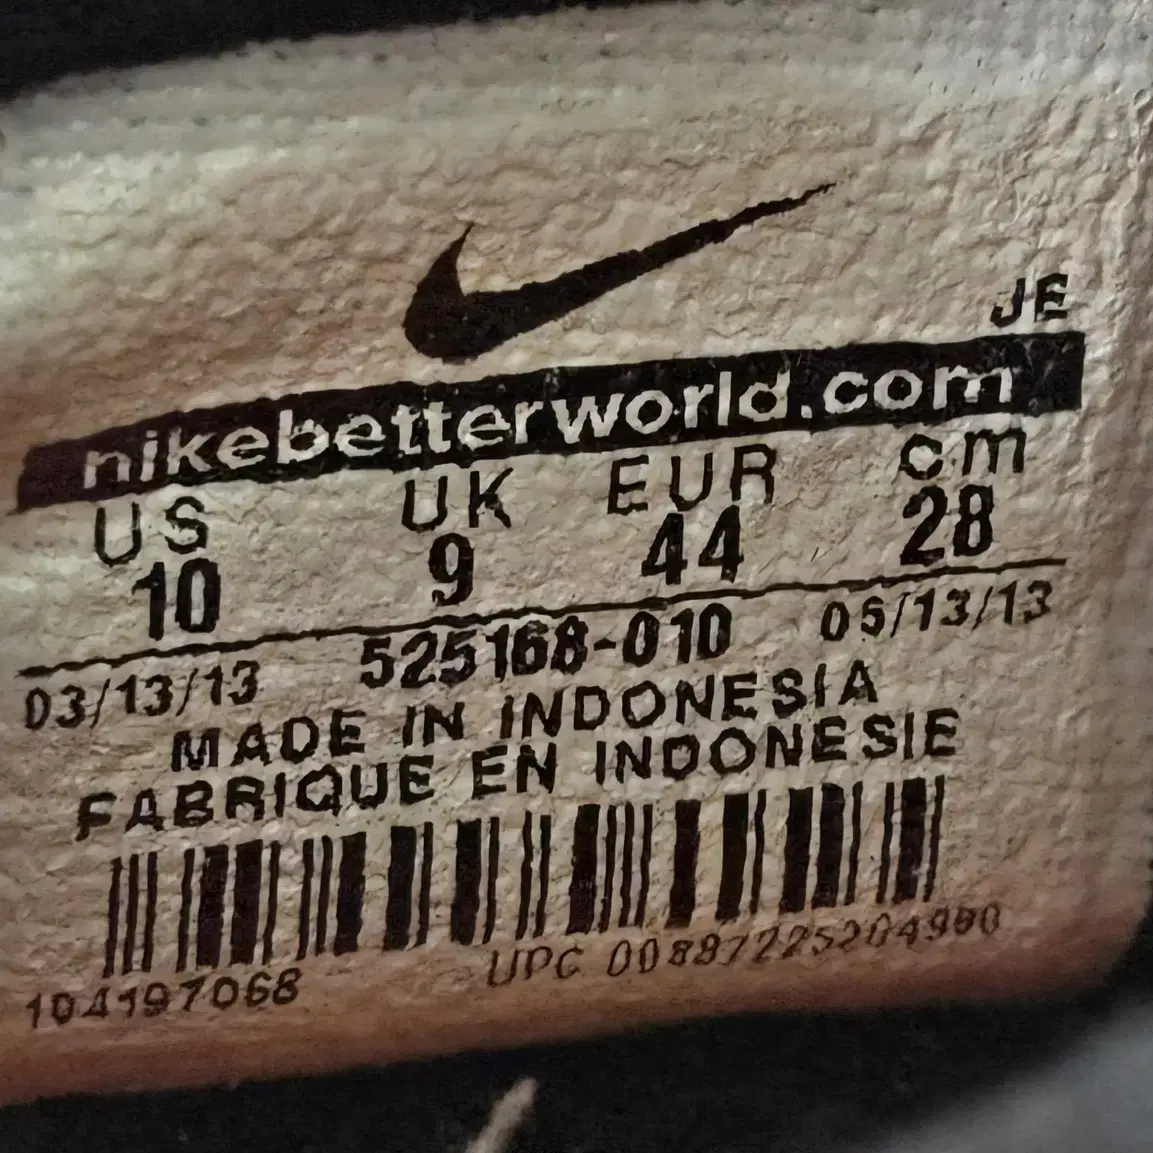 JE
nikebetterworld.com
US UK EUR cm
10 9 44 28
03/13/13 525168-010 05/13/13
MADE IN INDONESIA
FABRIQUE EN INDONESIE
104197068 UPC 00887225204980